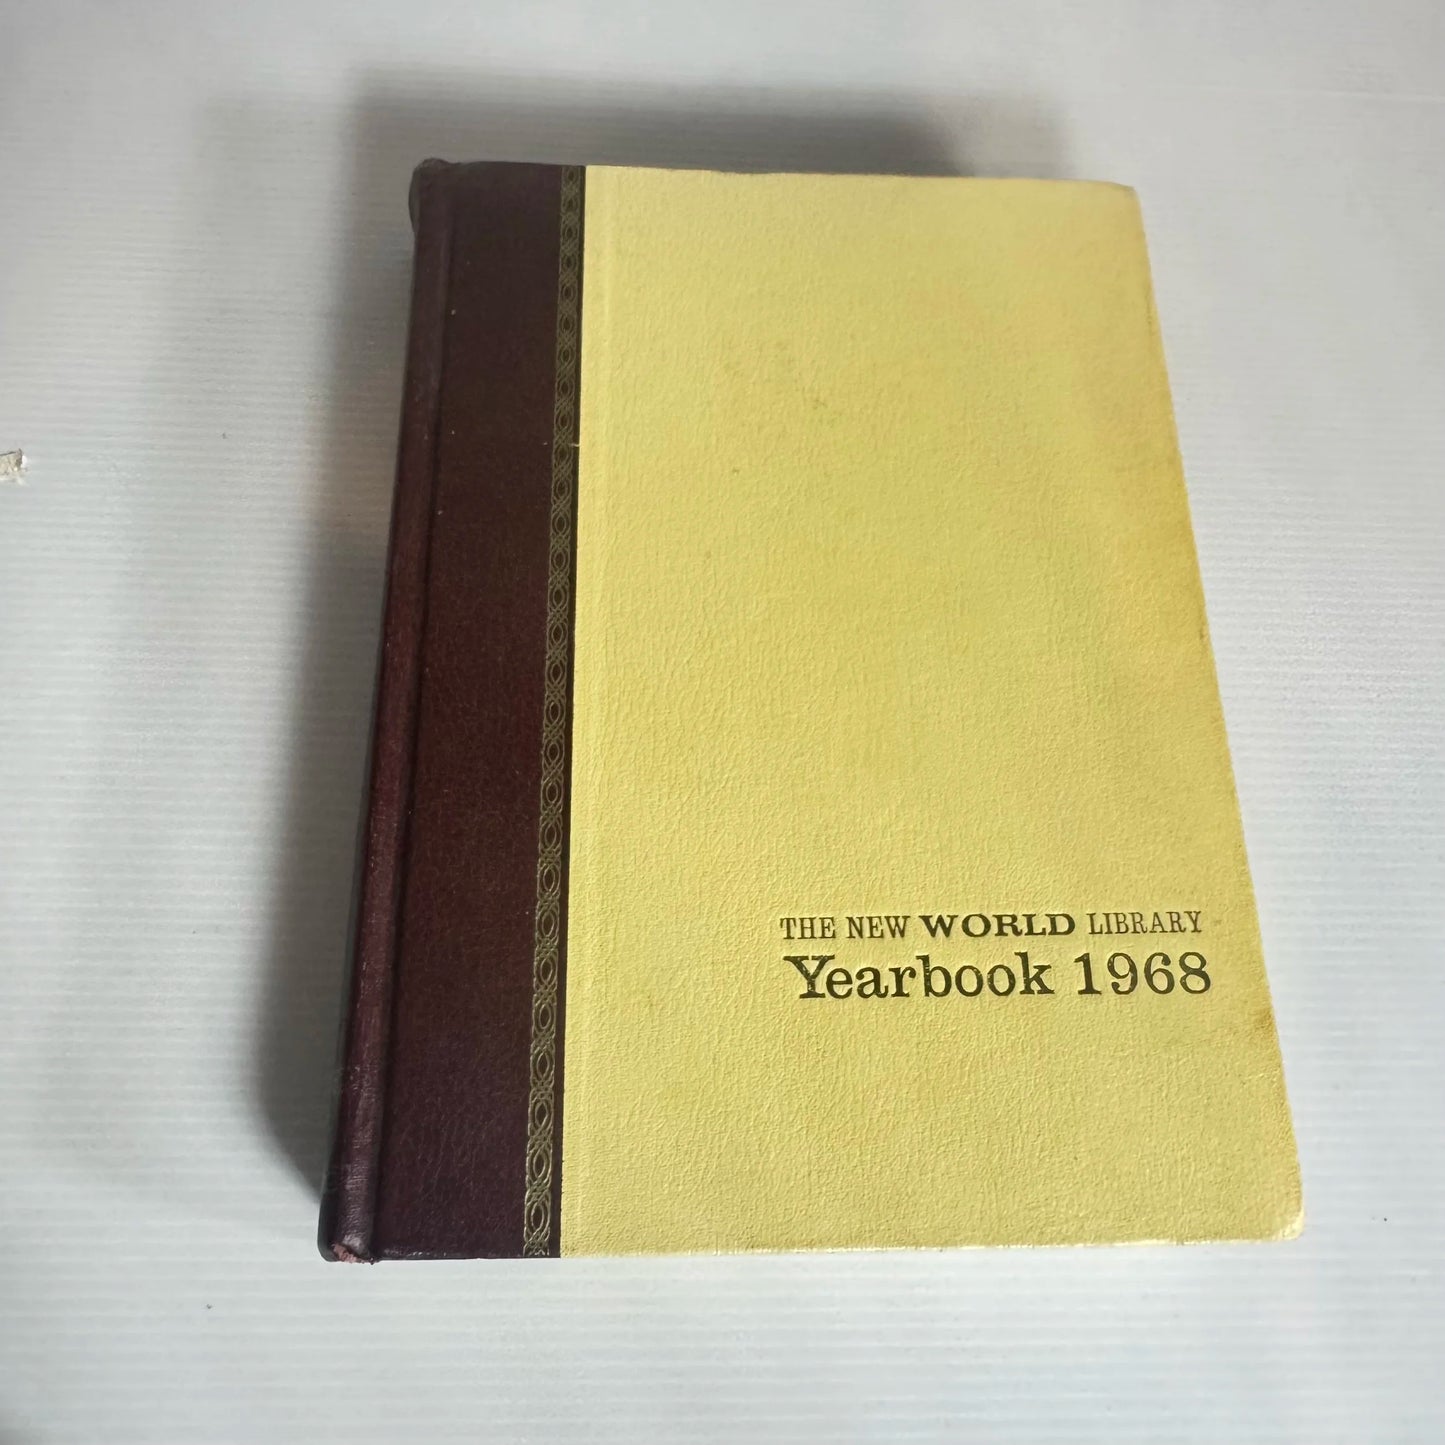 THE NEW WORLD LIBRARY
Yearbook 1968